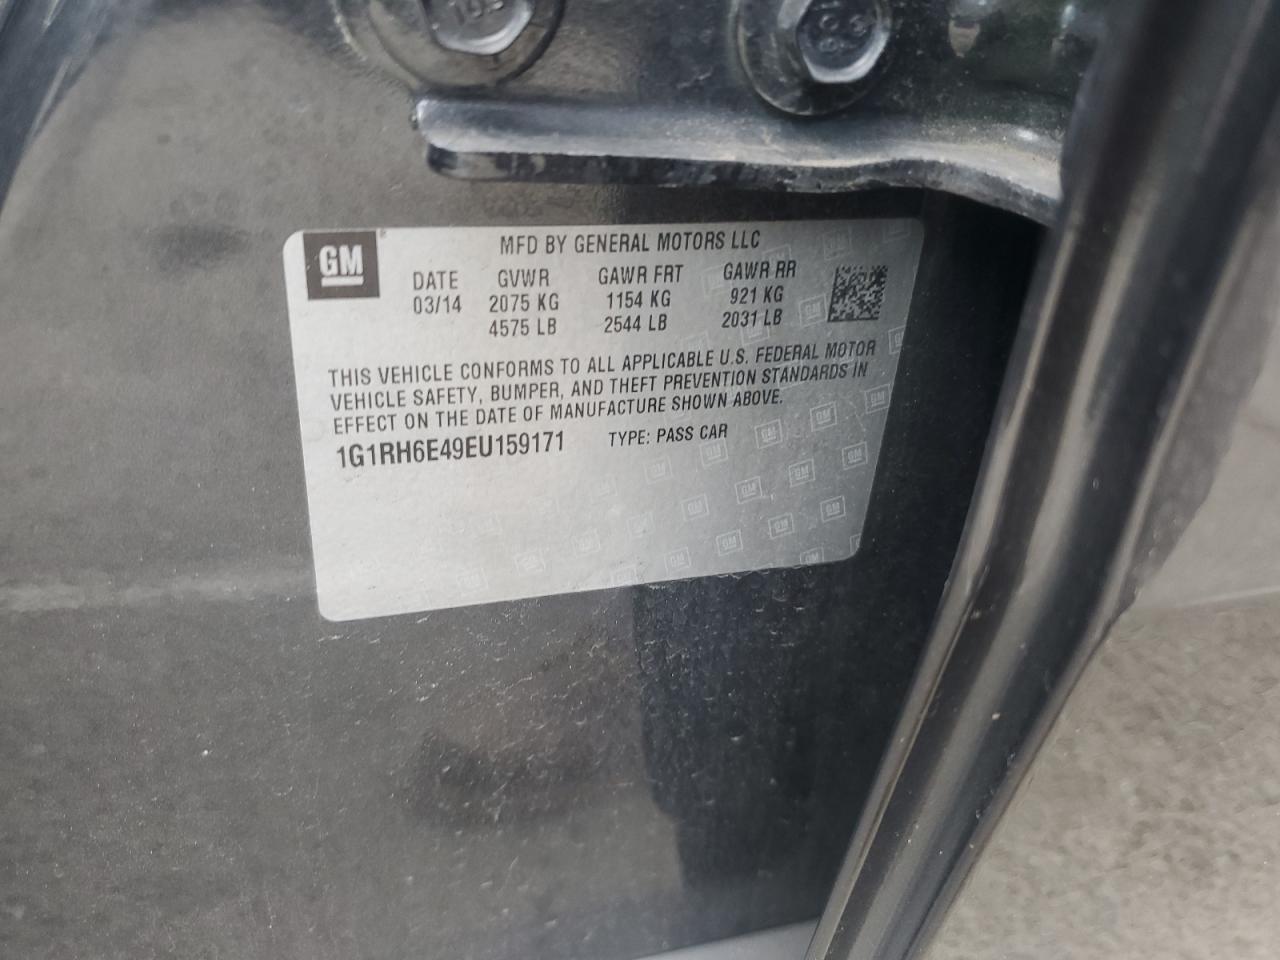 GM
MFD BY GENERAL MOTORS LLC
DATE GVWR GAWR FRT GAWR RR
03/14 2075 KG 1154 KG 921 KG
4575 LB 2544 LB 2031 LB
THIS VEHICLE CONFORMS TO ALL APPLICABLE U.S. FEDERAL MOTOR
VEHICLE SAFETY, BUMPER, AND THEFT PREVENTION STANDARDS IN
EFFECT ON THE DATE OF MANUFACTURE SHOWN ABOVE.
1G1RH6E49EU159171 TYPE: PASS CAR